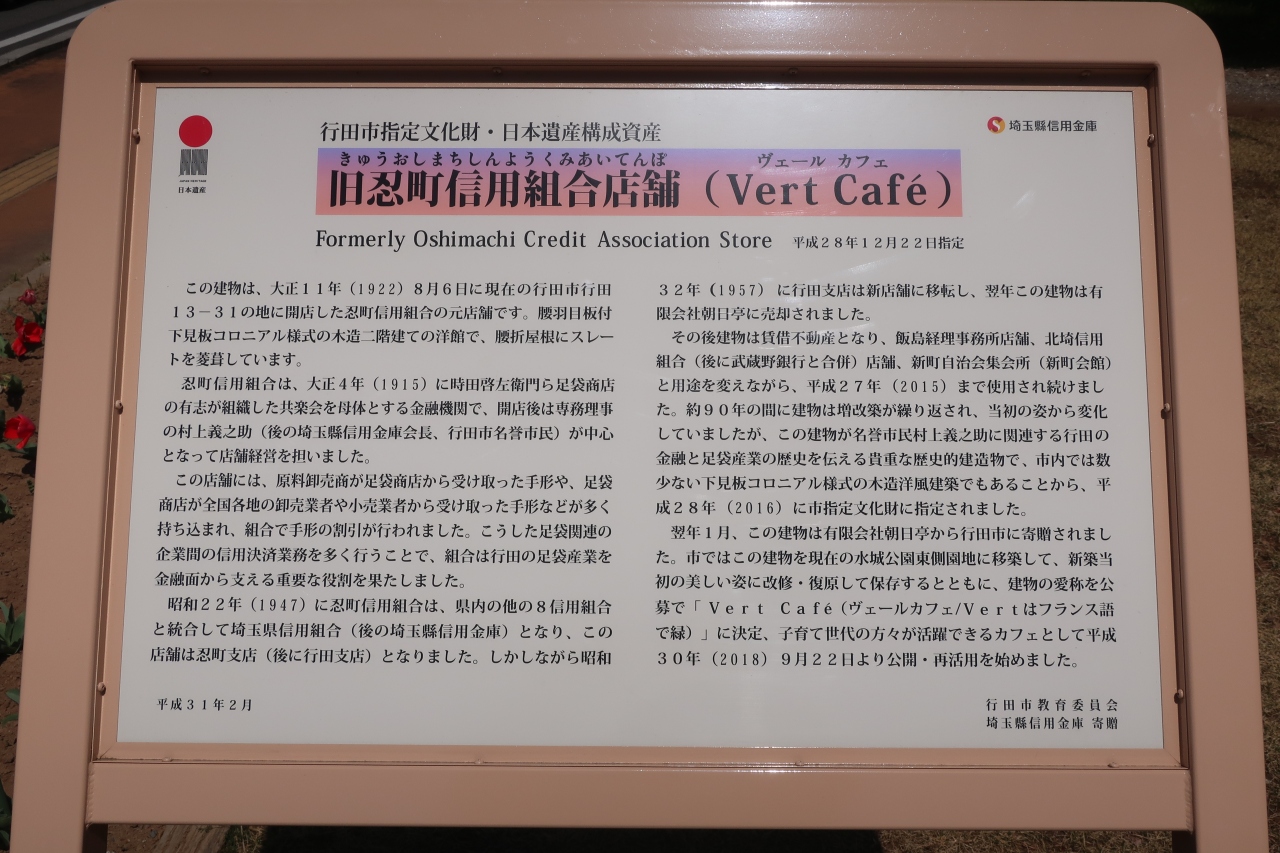 行田市指定文化財・日本遺産構成資産
埼玉縣信用金庫
日本遺産
きゅうおしまちしんようくみあいてんぽ ヴェール カフェ
旧忍町信用組合店舗（Vert Café）
Formerly Oshimachi Credit Association Store 平成２８年１２月２２日指定
この建物は、大正１１年（1922）８月６日に現在の行田市行田
１３－３１の地に開店した忍町信用組合の元店舗です。腰羽目板付
下見板コロニアル様式の木造二階建ての洋館で、腰折屋根にスレー
トを菱葺しています。
忍町信用組合は、大正４年（1915）に時田啓左衛門ら足袋商店
の有志が組織した共楽会を母体とする金融機関で、開店後は専務理事
の村上義之助（後の埼玉縣信用金庫会長、行田市名誉市民）が中心
となって店舗経営を担いました。
この店舗には、原料卸売商が足袋商店から受け取った手形や、足袋
商店が全国各地の卸売業者や小売業者から受け取った手形などが多く
持ち込まれ、組合で手形の割引が行われました。こうした足袋関連の
企業間の信用決済業務を多く行うことで、組合は行田の足袋産業を
金融面から支える重要な役割を果たしました。
昭和２２年（1947）に忍町信用組合は、県内の他の８信用組合
と統合して埼玉県信用組合（後の埼玉縣信用金庫）となり、この
店舗は忍町支店（後に行田支店）となりました。しかしながら昭和
３２年（1957）に行田支店は新店舗に移転し、翌年この建物は有
限会社朝日亭に売却されました。
その後建物は賃借不動産となり、飯島経理事務所店舗、北埼信用
組合（後に武蔵野銀行と合併）店舗、新町自治会集会所（新町会館）
と用途を変えながら、平成２７年（2015）まで使用され続けまし
た。約９０年の間に建物は増改築が繰り返され、当初の姿から変化
していましたが、この建物が名誉市民村上義之助に関連する行田の
金融と足袋産業の歴史を伝える貴重な歴史的建造物で、市内では数
少ない下見板コロニアル様式の木造洋風建築でもあることから、平
成２８年（2016）に市指定文化財に指定されました。
翌年１月、この建物は有限会社朝日亭から行田市に寄贈されまし
た。市ではこの建物を現在の水城公園東側園地に移築して、新築当
初の美しい姿に改修・復原して保存するとともに、建物の愛称を公
募で「Vert Café（ヴェールカフェ/Vertはフランス語
で緑）」に決定、子育て世代の方々が活躍できるカフェとして平成
３０年（2018）９月２２日より公開・再活用を始めました。
平成３１年２月
行田市教育委員会
埼玉縣信用金庫 寄贈